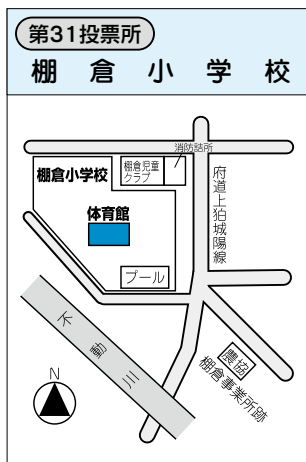 第31投票所
棚倉小学校
消防詰所
棚倉児童
クラブ
棚倉小学校
体育館
プール
府道上狛城陽線
不動川
農協
棚倉事業所跡
N